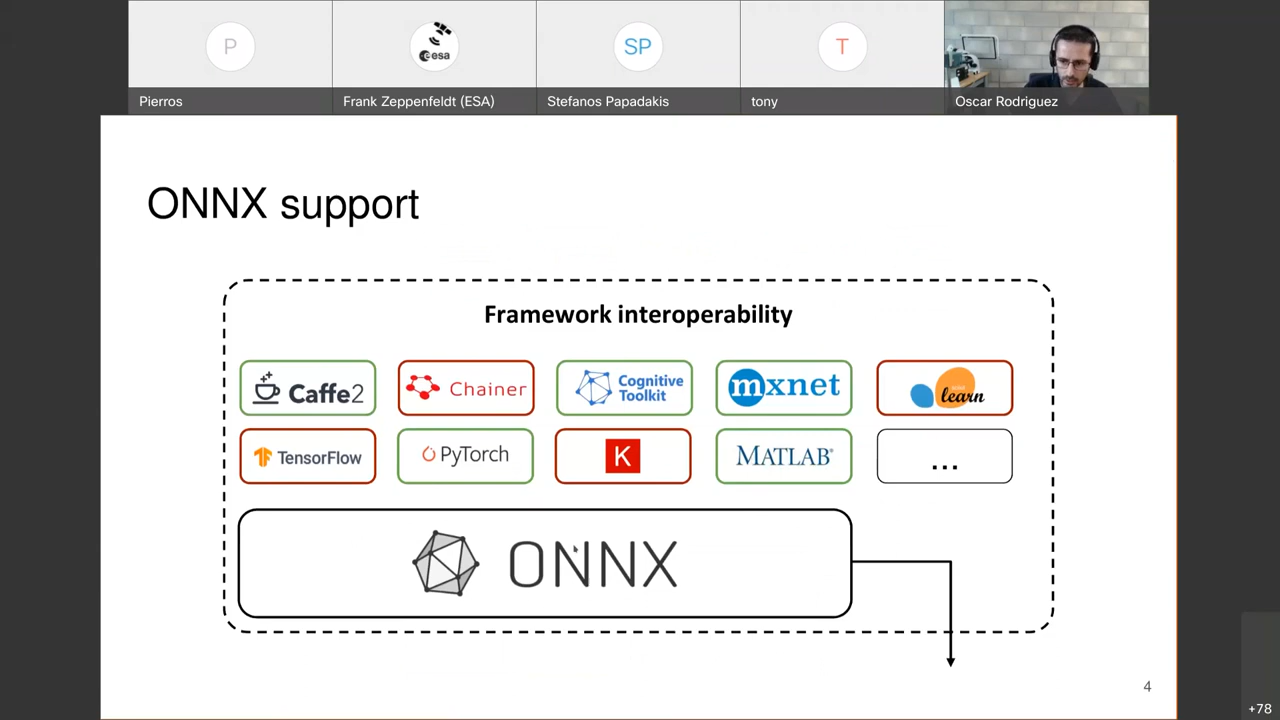 P
esa
SP
T
Pierros
Frank Zeppenfeldt (ESA)
Stefanos Papadakis
tony
Oscar Rodriguez
ONNX support
Framework interoperability
Caffe2
Chainer
Cognitive
Toolkit
mxnet
learn
TensorFlow
PyTorch
K
MATLAB®
...
ONNX
4
+78